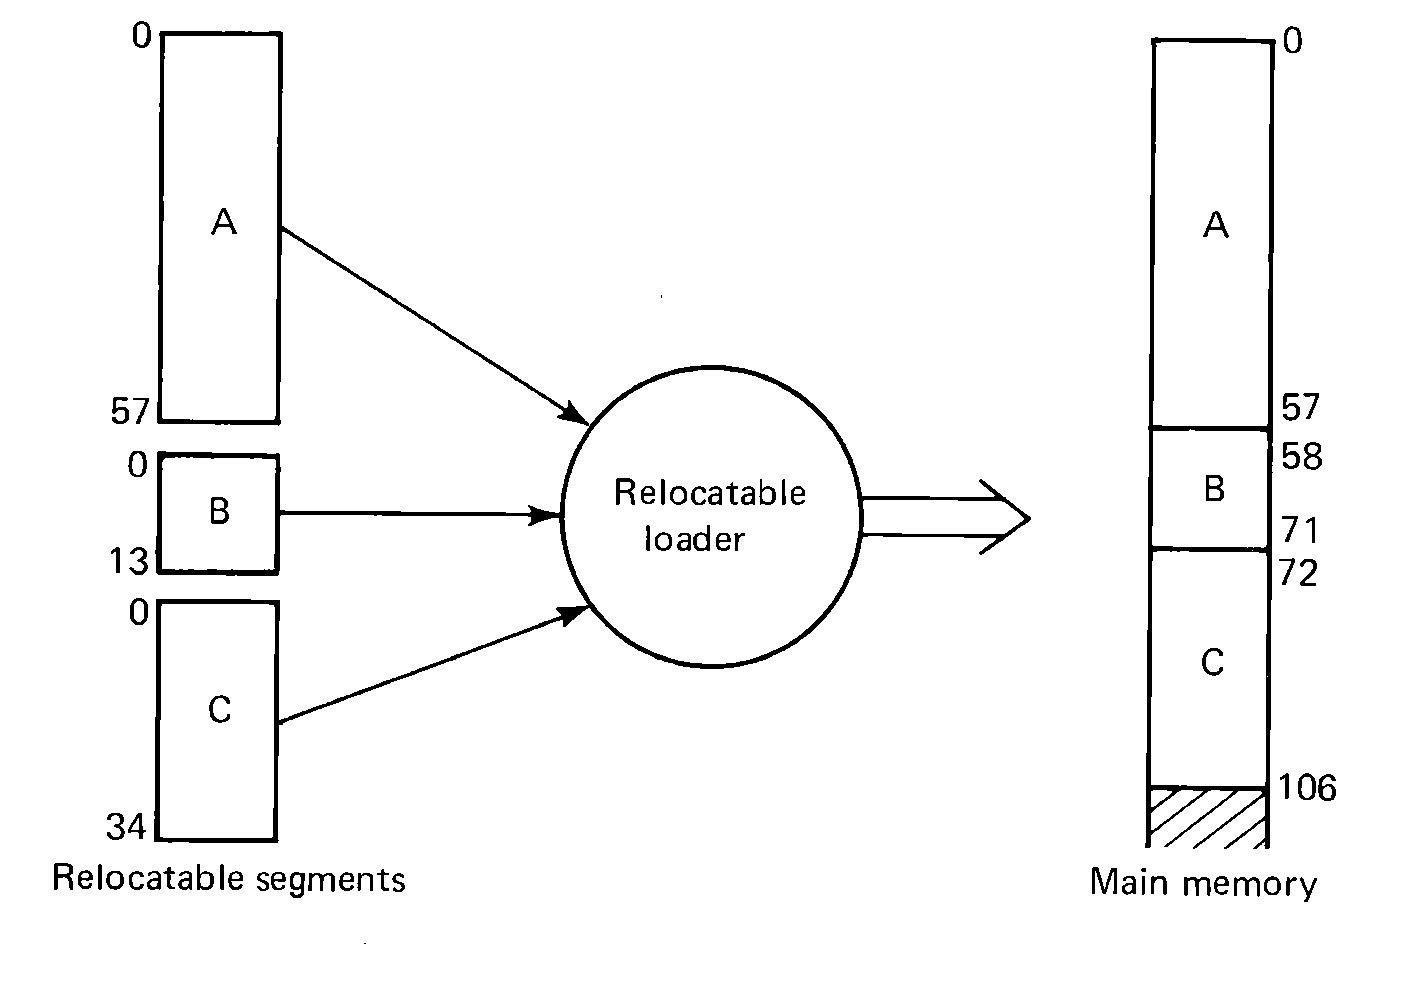 0
A
57
0
B
13
0
C
34
Relocatable segments
Relocatable
loader
0
A
57
58
B
71
72
C
106
Main memory